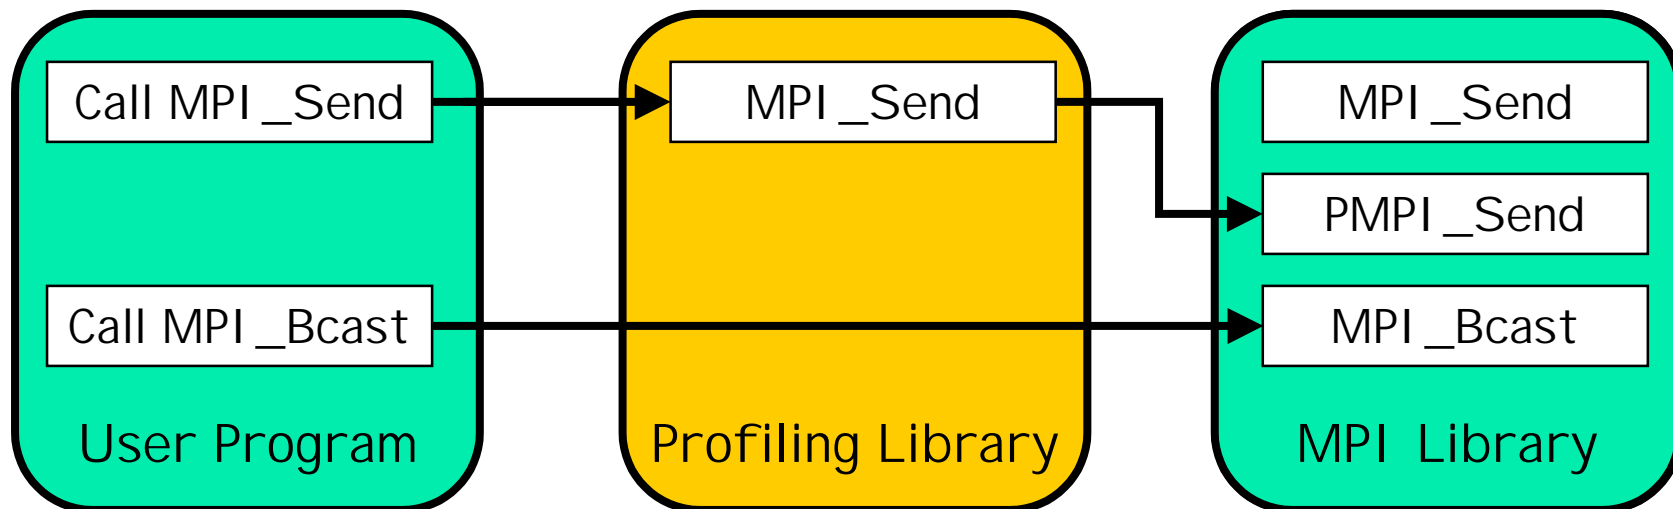 Call MPI_Send
MPI_Send
MPI_Send
PMPI_Send
Call MPI_Bcast
MPI_Bcast
User Program
Profiling Library
MPI Library